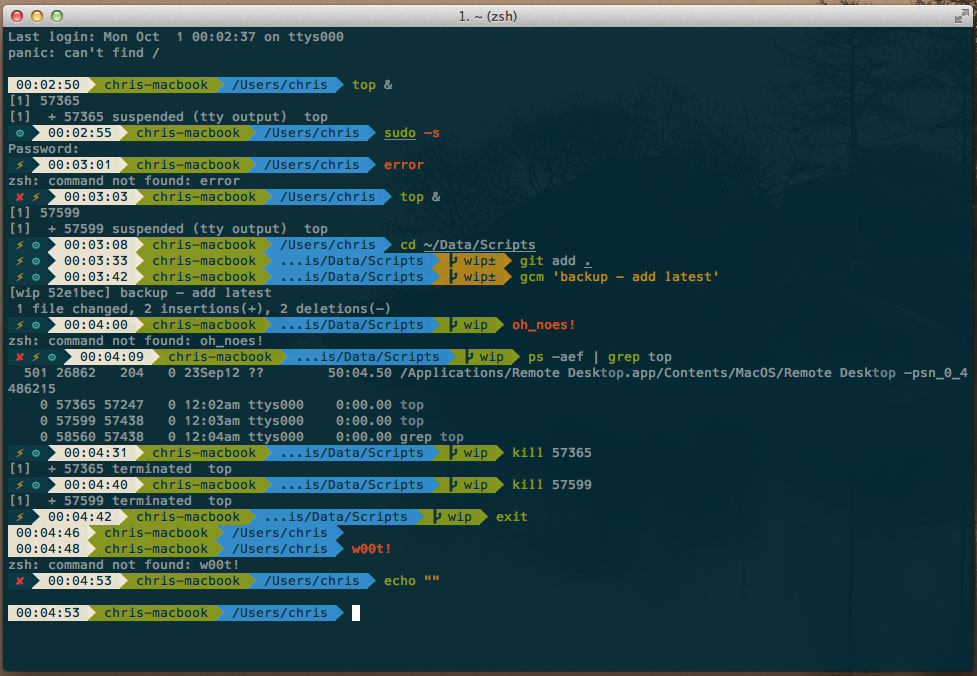 1. ~ (zsh)
Last login: Mon Oct  1 00:02:37 on ttys000
panic: can't find /
00:02:50 chris-macbook /Users/chris top &
[1] 57365
[1]  + 57365 suspended (tty output)  top
⚙ 00:02:55 chris-macbook /Users/chris sudo -s
Password:
⚡ 00:03:01 chris-macbook /Users/chris error
zsh: command not found: error
✘ ⚡ 00:03:03 chris-macbook /Users/chris top &
[1] 57599
[1]  + 57599 suspended (tty output)  top
⚡ ⚙ 00:03:08 chris-macbook /Users/chris cd ~/Data/Scripts
⚡ ⚙ 00:03:33 chris-macbook ...is/Data/Scripts wip± git add .
⚡ ⚙ 00:03:42 chris-macbook ...is/Data/Scripts wip± gcm 'backup - add latest'
[wip 52e1bec] backup - add latest
 1 file changed, 2 insertions(+), 2 deletions(-)
⚡ ⚙ 00:04:00 chris-macbook ...is/Data/Scripts wip oh_noes!
zsh: command not found: oh_noes!
✘ ⚡ ⚙ 00:04:09 chris-macbook ...is/Data/Scripts wip ps -aef | grep top
  501 26862   204   0 23Sep12 ??        50:04.50 /Applications/Remote Desktop.app/Contents/MacOS/Remote Desktop -psn_0_4
486215
    0 57365 57247   0 12:02am ttys000    0:00.00 top
    0 57599 57438   0 12:03am ttys000    0:00.00 top
    0 58560 57438   0 12:04am ttys000    0:00.00 grep top
⚡ ⚙ 00:04:31 chris-macbook ...is/Data/Scripts wip kill 57365
[1]  + 57365 terminated  top
⚡ ⚙ 00:04:40 chris-macbook ...is/Data/Scripts wip kill 57599
[1]  + 57599 terminated  top
⚡ 00:04:42 chris-macbook ...is/Data/Scripts wip exit
00:04:46 chris-macbook /Users/chris
00:04:48 chris-macbook /Users/chris w00t!
zsh: command not found: w00t!
✘ 00:04:53 chris-macbook /Users/chris echo ""
00:04:53 chris-macbook /Users/chris